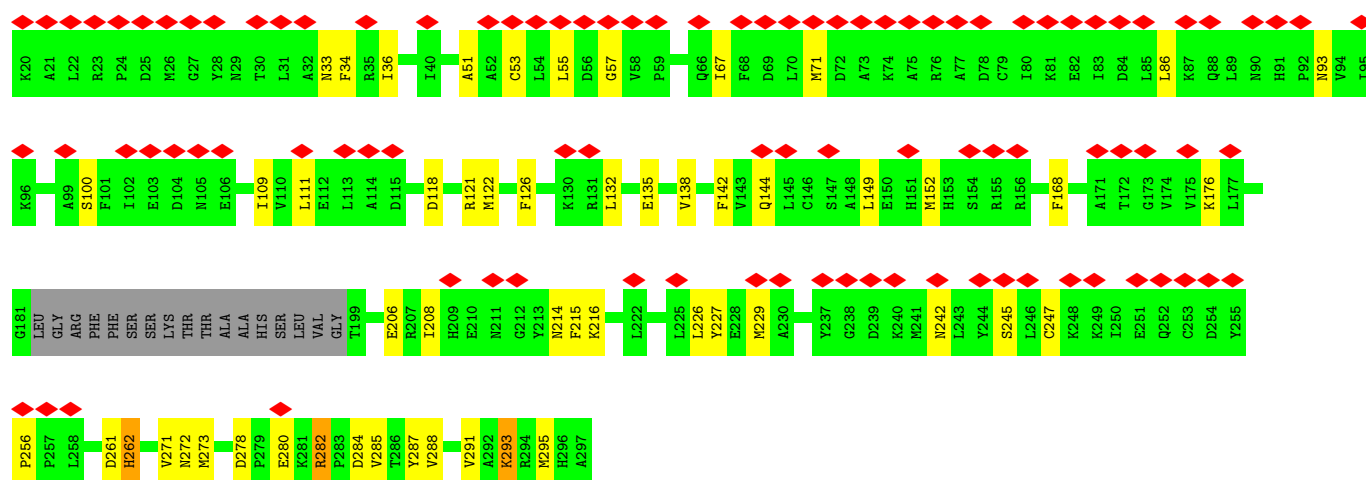 K20 A21 L22 R23 P24 D25 M26 G27 Y28 N29 T30 L31 A32 N33 F34 R35 I36 I40 A51 A52 C53 L54 L55 D56 G57 V58 P59 Q66 I67 F68 D69 L70 M71 D72 A73 K74 A75 R76 A77 D78 C79 I80 K81 E82 I83 D84 L85 L86 K87 Q88 L89 N90 H91 P92 N93 V94 I95
K96 A99 S100 F101 I102 E103 D104 N105 E106 I109 V110 L111 E112 L113 A114 D115 D118 R121 M122 F126 K130 R131 L132 E135 V138 F142 V143 Q144 L145 C146 S147 A148 L149 E150 H151 M152 H153 S154 R155 R156 F168 A171 T172 G173 V174 V175 K176 L177
G181 LEU GLY ARG PHE PHE SER SER LYS THR THR ALA ALA HIS SER LEU VAL GLY T199 E206 R207 I208 H209 E210 N211 G212 Y213 N214 F215 K216 L222 L225 L226 Y227 E228 M229 A230 Y237 G238 D239 K240 M241 N242 L243 Y244 S245 L246 C247 K248 K249 I250 E251 Q252 C253 D254 Y255
P256 P257 L258 D261 H262 V271 N272 M273 D278 P279 E280 K281 R282 P283 D284 V285 T286 Y287 V288 V291 A292 K293 R294 M295 H296 A297